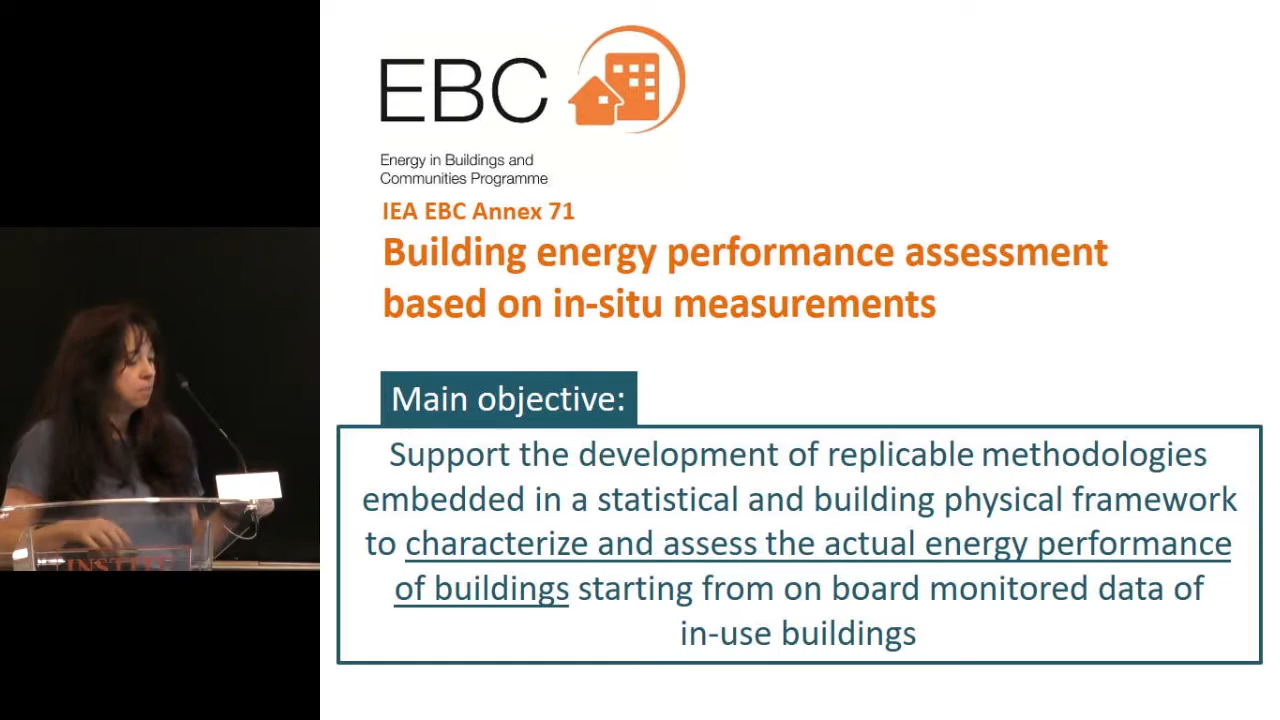 EBC
Energy in Buildings and
Communities Programme
IEA EBC Annex 71
Building energy performance assessment
based on in-situ measurements
Main objective:
Support the development of replicable methodologies
embedded in a statistical and building physical framework
to characterize and assess the actual energy performance
of buildings starting from on board monitored data of
in-use buildings